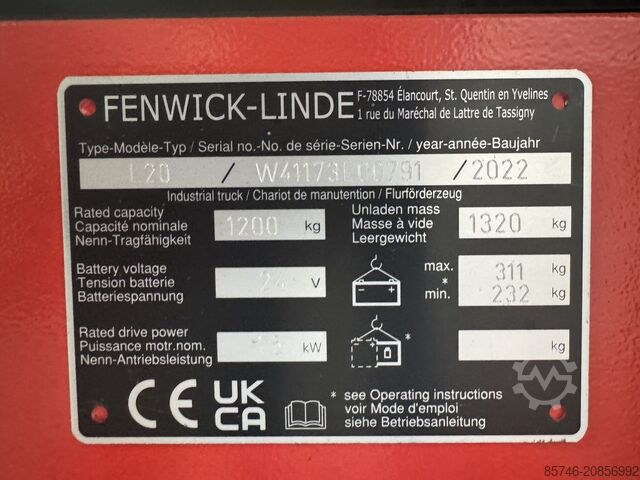 FENWICK-LINDE
F-78854 Élancourt, St. Quentin en Yvelines
1 rue du Maréchal de Lattre de Tassigny
Type-Modèle-Typ / Serial no.-No. de série-Serien-Nr. / year-année-Baujahr
L20 / W41173L00791 / 2022
Industrial truck / Chariot de manutention / Flurförderzeug
Rated capacity
Capacité nominale
Nenn-Tragfähigkeit
1200 kg
Unladen mass
Masse à vide
Leergewicht
1320 kg
Battery voltage
Tension batterie
Batteriespannung
24 V
- +
max. 311 kg
*
min. 232 kg
Rated drive power
Puissance motr.nom.
Nenn-Antriebsleistung
kW
*
kg
CE
UK
CA
* see Operating instructions
voir Mode d'emploi
siehe Betriebsanleitung
85746-20856992